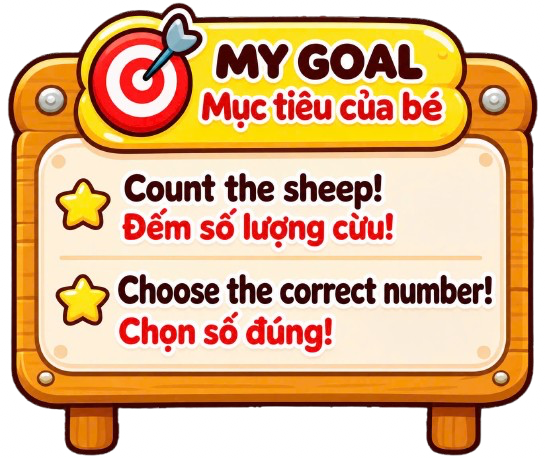 MY GOAL
Mục tiêu của bé
Count the sheep!
Đếm số lượng cừu!
Choose the correct number!
Chọn số đúng!